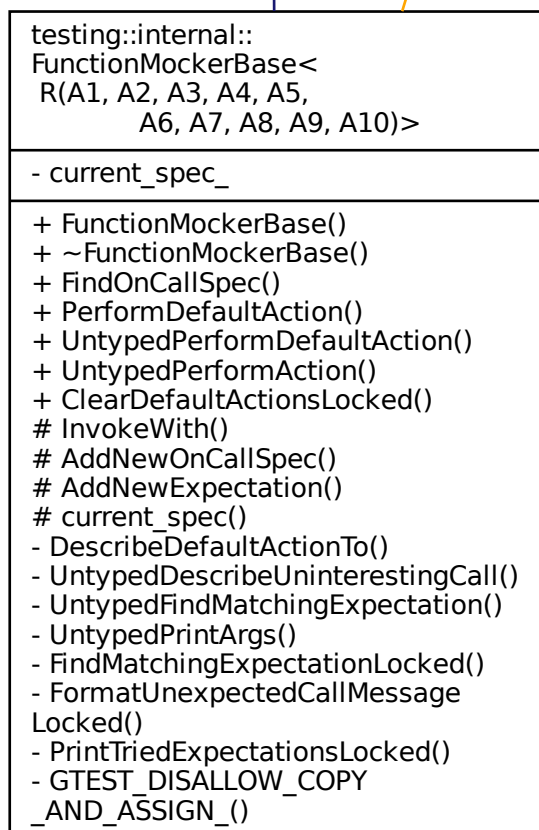 testing::internal::
FunctionMockerBase<
R(A1, A2, A3, A4, A5,
A6, A7, A8, A9, A10)>
- current_spec_
+ FunctionMockerBase()
+ ~FunctionMockerBase()
+ FindOnCallSpec()
+ PerformDefaultAction()
+ UntypedPerformDefaultAction()
+ UntypedPerformAction()
+ ClearDefaultActionsLocked()
# InvokeWith()
# AddNewOnCallSpec()
# AddNewExpectation()
# current_spec()
- DescribeDefaultActionTo()
- UntypedDescribeUninterestingCall()
- UntypedFindMatchingExpectation()
- UntypedPrintArgs()
- FindMatchingExpectationLocked()
- FormatUnexpectedCallMessage
Locked()
- PrintTriedExpectationsLocked()
- GTEST_DISALLOW_COPY
_AND_ASSIGN_()